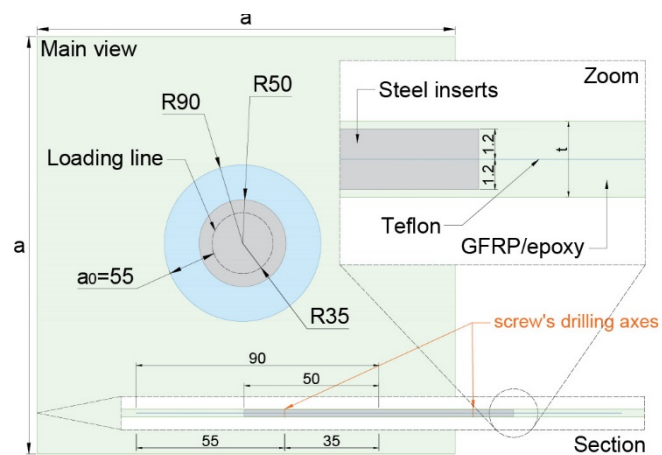 a
Main view
R90
R50
Loading line
a0=55
R35
a
Zoom
Steel inserts
1.2
1.2
t
Teflon
GFRP/epoxy
screw's drilling axes
90
50
55
35
Section